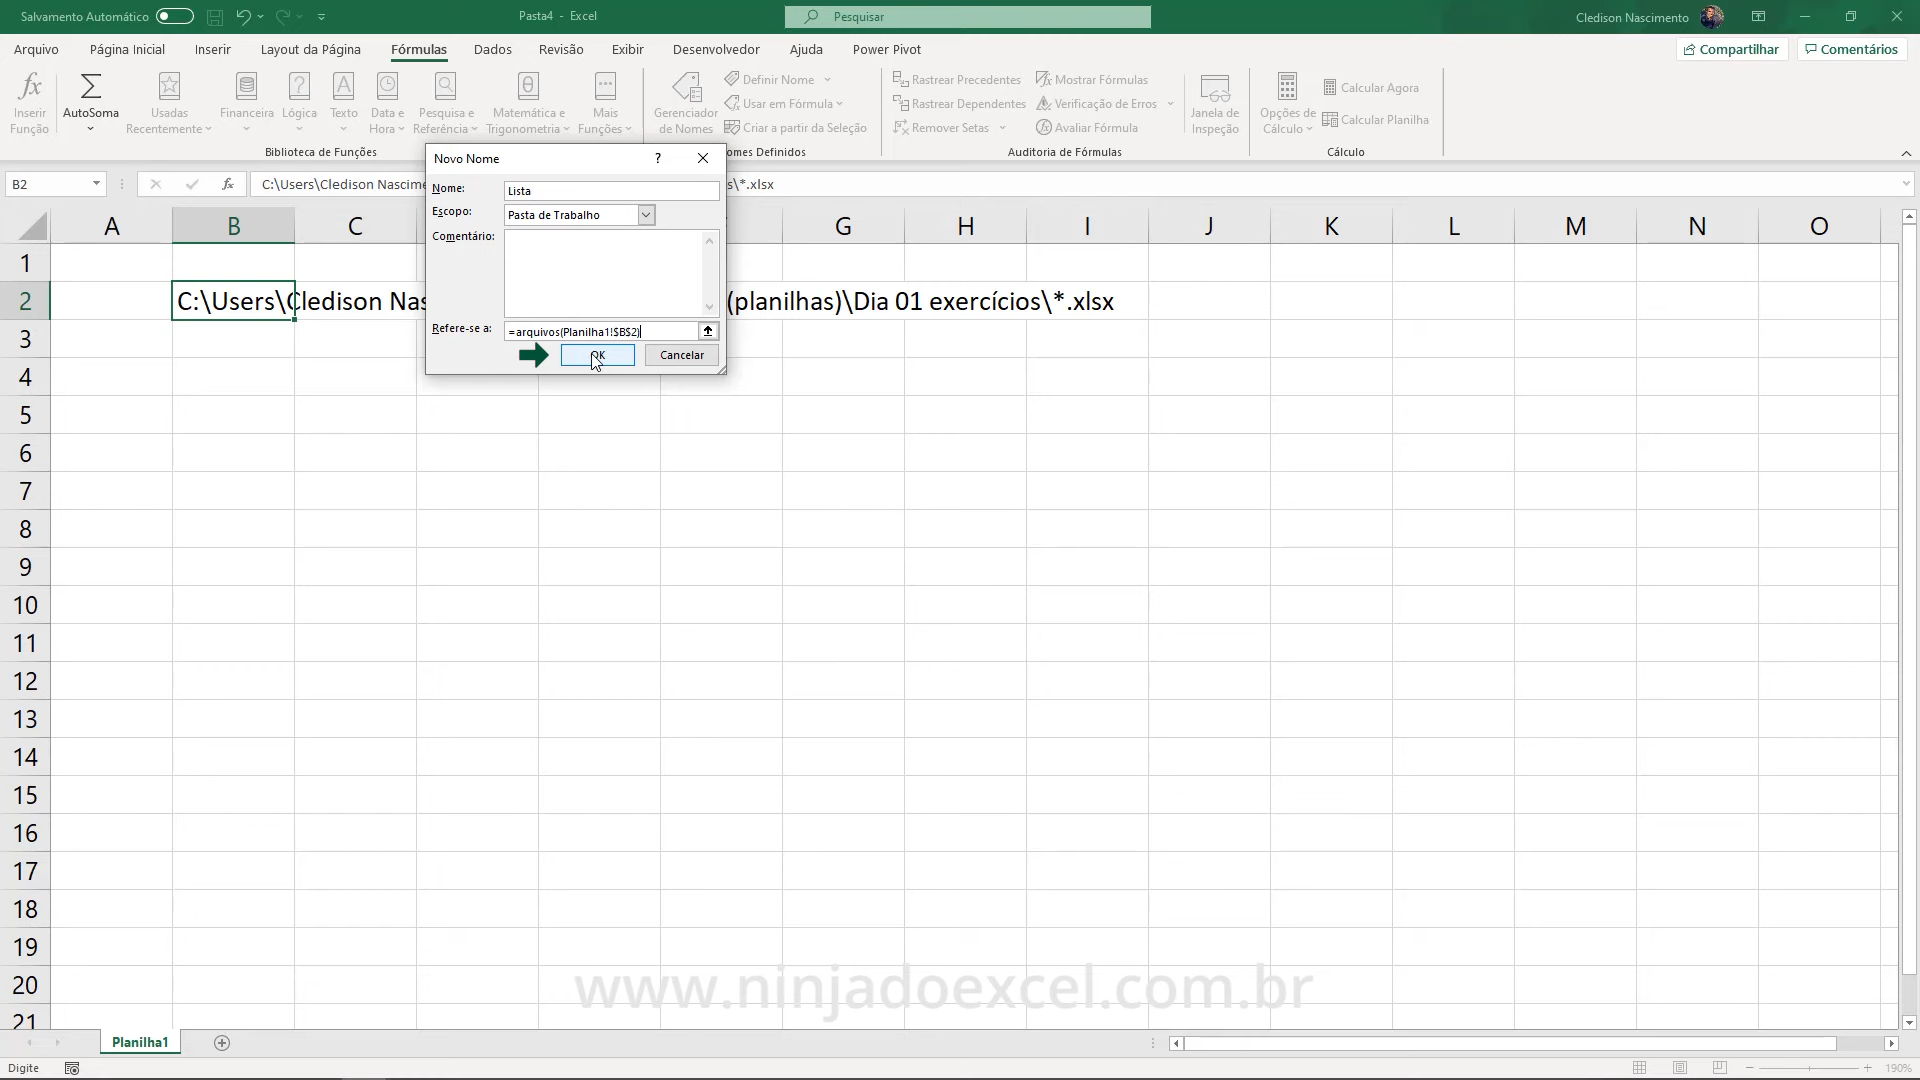 Salvamento Automático
Pasta4 - Excel
Pesquisar
Cledison Nascimento
Arquivo Página Inicial Inserir Layout da Página Fórmulas Dados Revisão Exibir Desenvolvedor Ajuda Power Pivot
Compartilhar Comentários
Inserir Função
AutoSoma
Usadas Recentemente
Financeira
Lógica
Texto
Data e Hora
Pesquisa e Referência
Matemática e Trigonometria
Mais Funções
Biblioteca de Funções
Gerenciador de Nomes
Definir Nome
Usar em Fórmula
Criar a partir da Seleção
omes Definidos
Rastrear Precedentes
Rastrear Dependentes
Remover Setas
Mostrar Fórmulas
Verificação de Erros
Avaliar Fórmula
Auditoria de Fórmulas
Janela de Inspeção
Opções de Cálculo
Calcular Agora
Calcular Planilha
Cálculo
B2
fx
C:\Users\Cledison Nascime
s\*.xlsx
Novo Nome ?
Nome: Lista
Escopo: Pasta de Trabalho
Comentário:
Refere-se a: =arquivos(Planilha1!$B$2)
OK Cancelar
A B C G H I J K L M N O
1
2 C:\Users\Cledison Nas (planilhas)\Dia 01 exercícios\*.xlsx
3
4
5
6
7
8
9
10
11
12
13
14
15
16
17
18
19
20
21
www.ninjadoexcel.com.br
Planilha1
Digite
190%